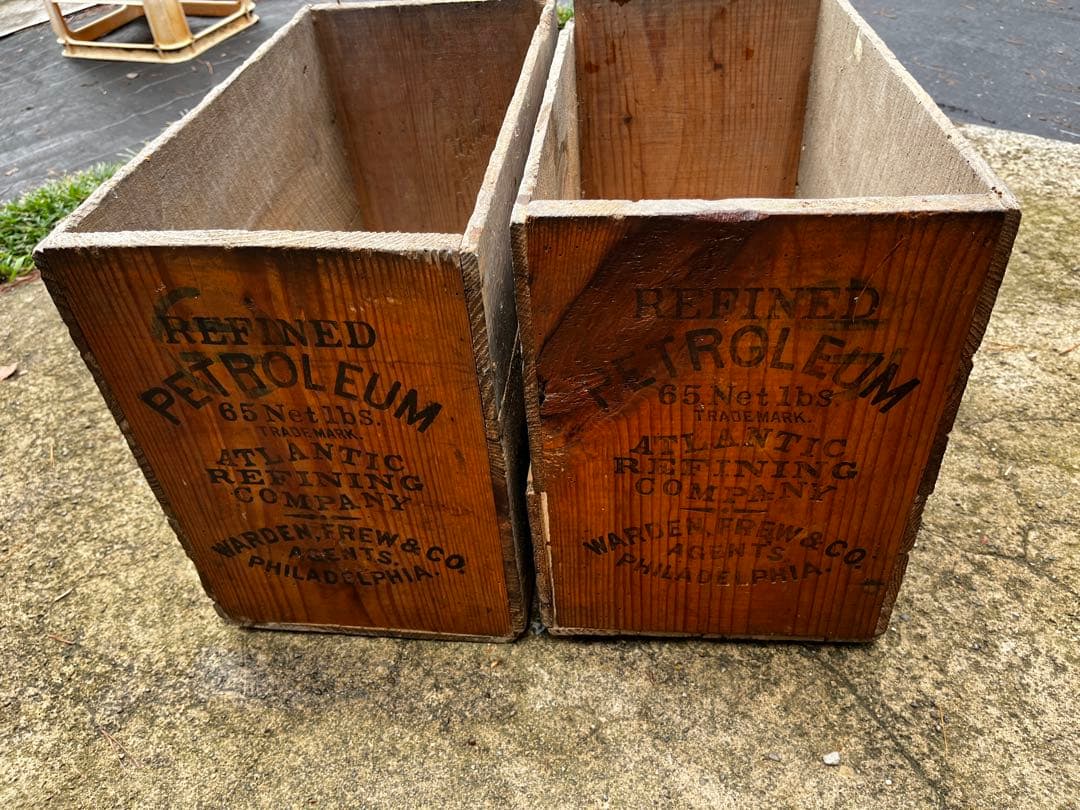 REFINED
PETROLEUM
65 Net lbs.
TRADEMARK.
ATLANTIC
REFINING
COMPANY
WARDEN, FREW & CO.
AGENTS,
PHILADELPHIA.
REFINED
PETROLEUM
65 Net lbs.
TRADEMARK.
ATLANTIC
REFINING
COMPANY
WARDEN, FREW & CO.
AGENTS
PHILADELPHIA.